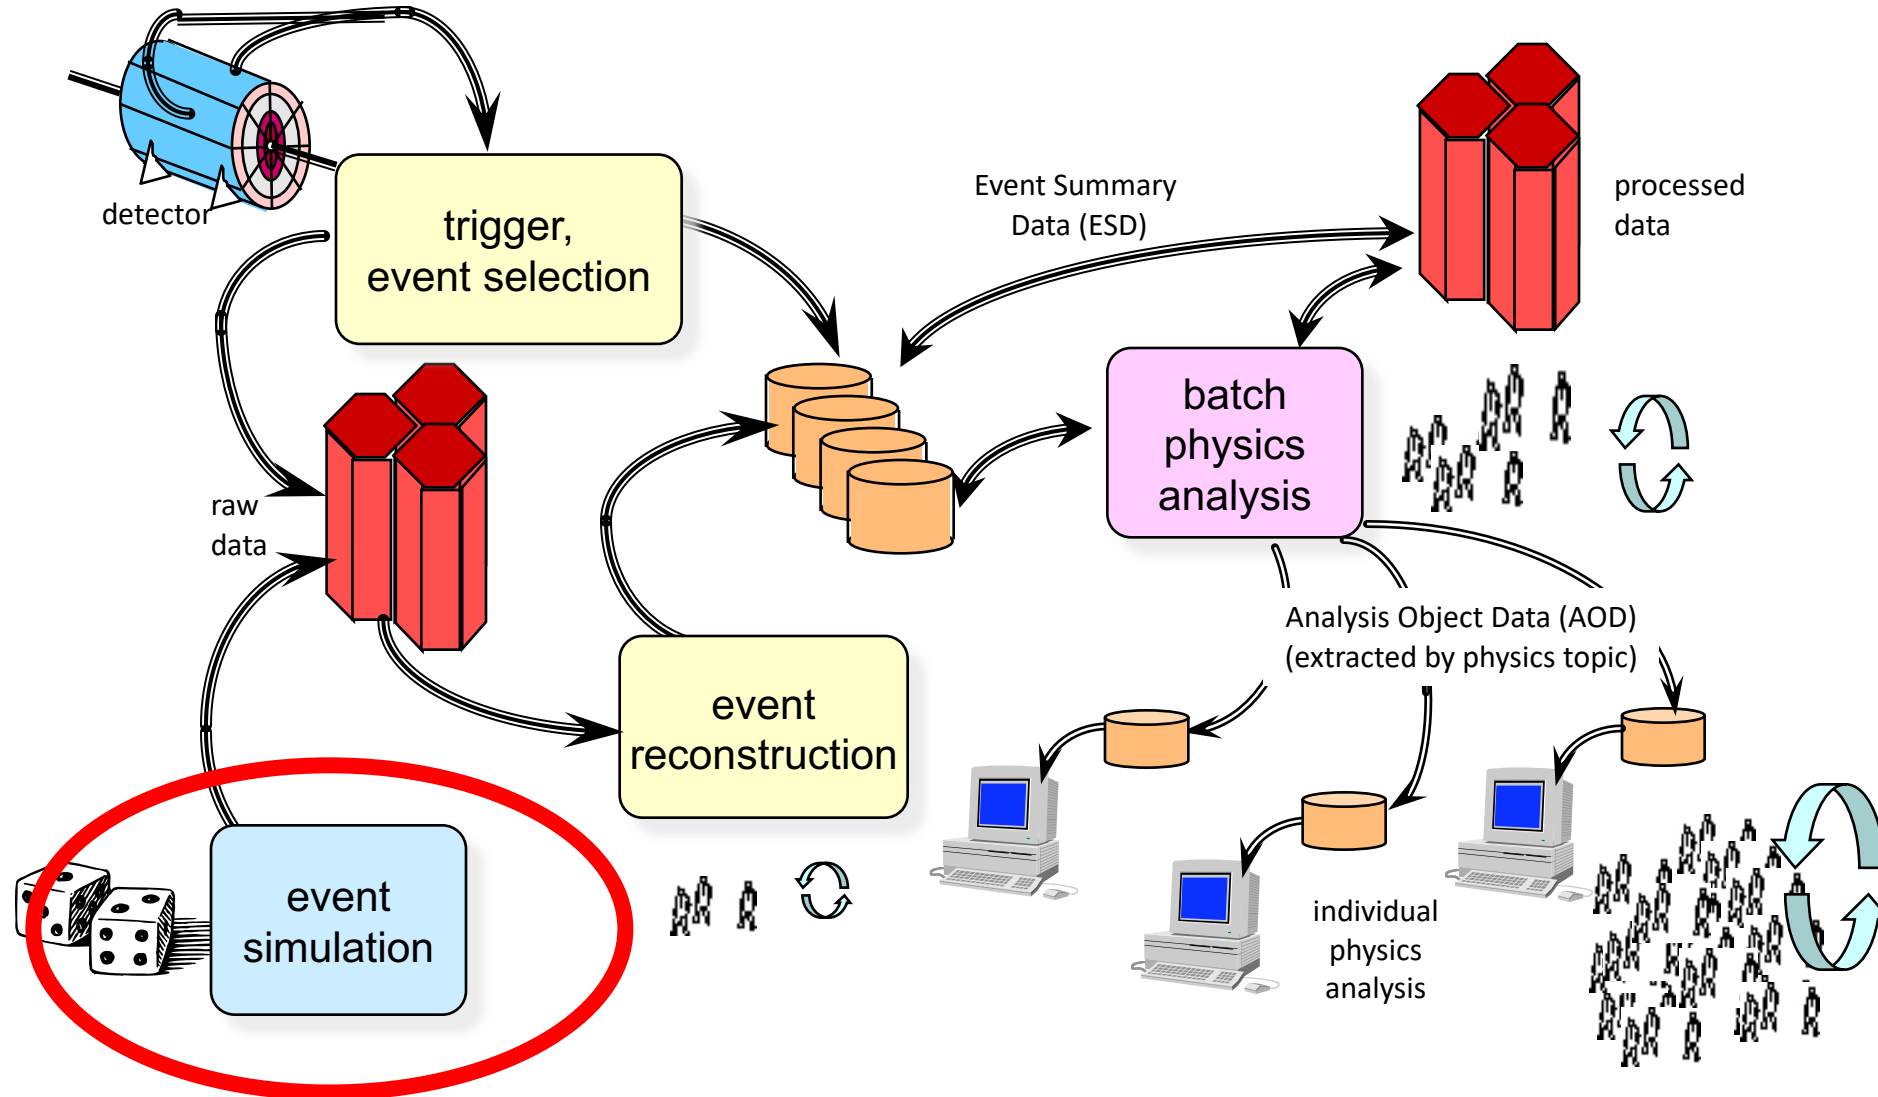 detector
trigger,
event selection
Event Summary
Data (ESD)
processed
data
raw
data
batch
physics
analysis
Analysis Object Data (AOD)
(extracted by physics topic)
event
reconstruction
event
simulation
individual
physics
analysis